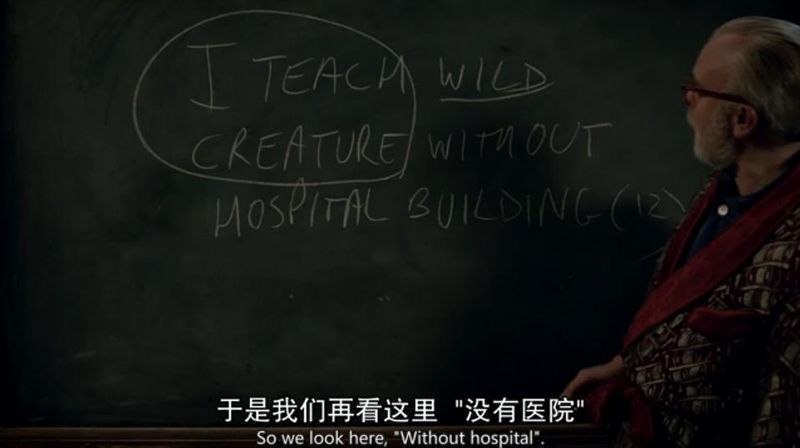 I TEACH WILD
CREATURE WITHOUT
HOSPITAL BUILDING (12)
于是我们再看这里 "没有医院"
So we look here, "Without hospital".